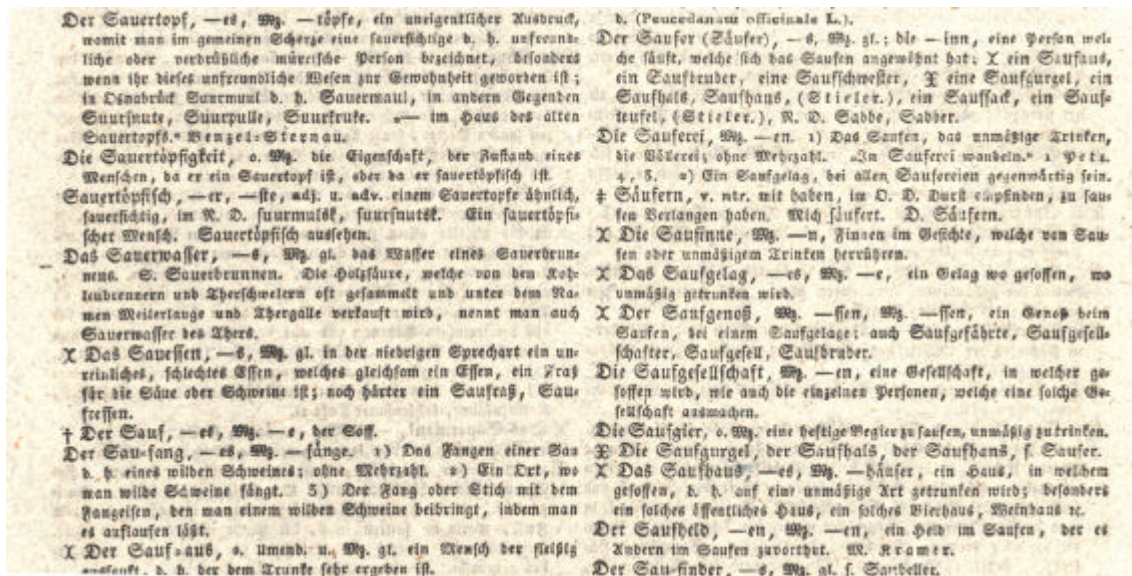 Der Sauertopf, —es, Mz. —töpfe, ein uneigentlicher Ausdruck,
womit man im gemeinen Scherze eine sauersichtige d. h. unfreund-
liche oder verdrüßliche mürrische Person bezeichnet, besonders
wenn ihr dieses unfreundliche Wesen zur Gewohnheit geworden ist;
in Osnabrück Suurmuul d. h. Sauermaul, in andern Gegenden
Suursnute, Suurpulle, Suurkruke. »— im Haus des alten
Sauertopfs.« Benzel-Sternau.
Die Sauertöpfigkeit, o. Mz. die Eigenschaft, der Zustand eines
Menschen, da er ein Sauertopf ist, oder da er sauertöpfisch ist.
Sauertöpfisch, —er, —ste, adj. u. adv. einem Sauertopfe ähnlich,
sauersichtig, im N. D. suurmulsk, suursnutsk. Ein sauertöpfi-
scher Mensch. Sauertöpfisch aussehen.
Das Sauerwasser, —s, Mz. gl. das Wasser eines Sauerbrun-
nens. S. Sauerbrunnen. Die Holzsäure, welche von den Koh-
lenbrennern und Therschwelern oft gesammelt und unter dem Na-
men Meilerlauge und Thergalle verkauft wird, nennt man auch
Sauerwasser des Thers.
X Das Sauessen, —s, Mz. gl. in der niedrigen Sprechart ein un-
reinliches, schlechtes Essen, welches gleichsam ein Essen, ein Fraß
für die Säue oder Schweine ist; noch härter ein Saufraß, Sau-
fressen.
† Der Sauf, —es, Mz. —e, der Soff.
Der Sau-fang, —es, Mz. —fänge. 1) Das Fangen einer Sau
d. h. eines wilden Schweines; ohne Mehrzahl. 2) Ein Ort, wo
man wilde Schweine fängt. 3) Der Fang oder Stich mit dem
Fangeisen, den man einem wilden Schweine beibringt, indem man
es auflaufen läßt.
X Der Sauf-aus, o. Umend. u. Mz. gl. ein Mensch der fleißig
aussauft, d. h. der dem Trunke sehr ergeben ist.
d. (Peucedanum officinale L.).
Der Saufer (Säufer), —s, Mz. gl.; die —inn, eine Person wel-
che säuft, welche sich das Saufen angewöhnt hat; X ein Saufaus,
ein Saufbruder, eine Saufschwester, ein Saufgurgel, ein
Saufhals, Saufhans, (Stieler.), ein Saufsack, ein Sauf-
teufel, (Stieler.), N. D. Sabbe, Sabber.
Die Sauferei, Mz. —en. 1) Das Saufen, das unmäßige Trinken,
die Völlerei; ohne Mehrzahl. »In Sauferei wandeln.« 1 Petr.
4, 3. 2) Ein Saufgelag, bei allen Saufereien gegenwärtig sein.
‡ Säufern, v. ntr. mit haben, im O. D. Durst empfinden, zu sau-
fen Verlangen haben. Mich säufert. D. Säufern.
X Die Saufinne, Mz. —n, Finnen im Gesichte, welche von Sau-
fen oder unmäßigem Trinken herrühren.
X Das Saufgelag, —es, Mz. —e, ein Gelag wo gesoffen, wo
unmäßig getrunken wird.
X Der Saufgenoß, Mz. —ssen, Mz. —ssen, ein Genoß beim
Saufen, bei einem Saufgelage; auch Saufgefährte, Saufgesell-
schafter, Saufgesell, Saufbruder.
Die Saufgesellschaft, Mz. —en, eine Gesellschaft, in welcher ge-
soffen wird, wie auch die einzelnen Personen, welche eine solche Ge-
sellschaft ausmachen.
Die Saufgier, o. Mz. eine heftige Begier zu saufen, unmäßig zu trinken.
Die Saufgurgel, der Saufhals, der Saufhans, s. Saufer.
X Das Saufhaus, —es, Mz. —häuser, ein Haus, in welchem
gesoffen, d. h. auf eine unmäßige Art getrunken wird; besonders
ein solches öffentliches Haus, ein solches Bierhaus, Weinhaus ꝛc.
Der Saufheld, —en, Mz. —en, ein Held im Saufen, der es
Andern im Saufen zuvorthut. M. Kramer.
Der Sau-finder, —s, Mz. gl. s. Saubeller.